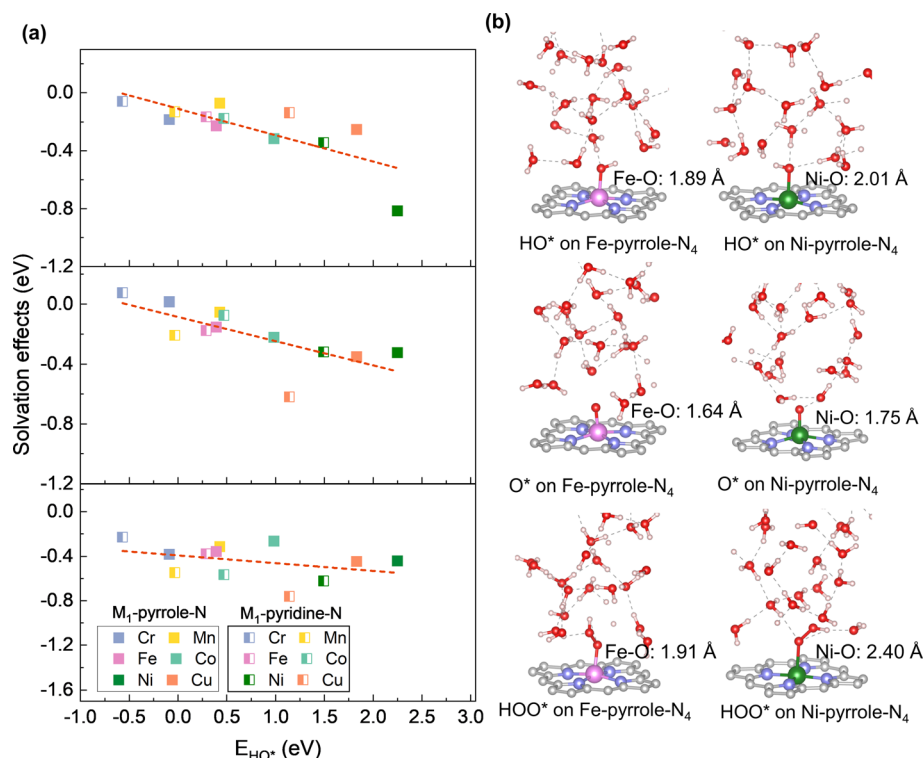 (a)
Solvation effects (eV)
0.0
-0.4
-0.8
-1.2
0.0
-0.4
-0.8
-1.2
-0.4
-0.8
-1.2
-1.6
M₁-pyrrole-N
Cr Mn
Fe Co
Ni Cu
M₁-pyridine-N
Cr Mn
Fe Co
Ni Cu
-1.0 -0.5 0.0 0.5 1.0 1.5 2.0 2.5 3.0
E_HO* (eV)
(b)
Fe-O: 1.89 Å
HO* on Fe-pyrrole-N₄
Ni-O: 2.01 Å
HO* on Ni-pyrrole-N₄
Fe-O: 1.64 Å
O* on Fe-pyrrole-N₄
Ni-O: 1.75 Å
O* on Ni-pyrrole-N₄
Fe-O: 1.91 Å
HOO* on Fe-pyrrole-N₄
Ni-O: 2.40 Å
HOO* on Ni-pyrrole-N₄